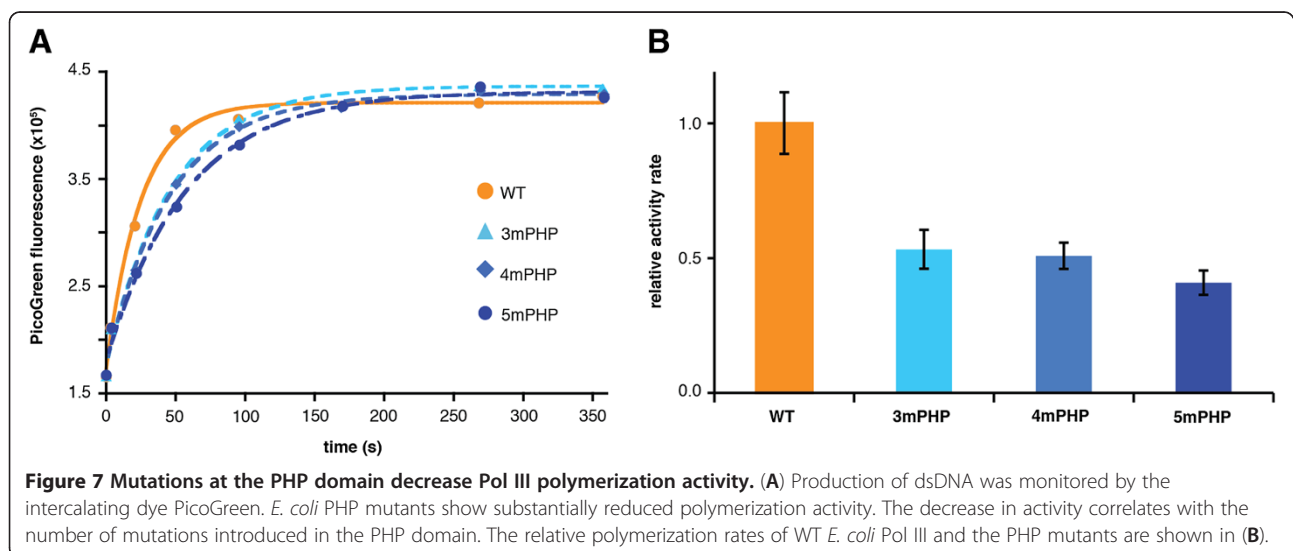 A
PicoGreen fluorescence (x10⁵)
4.5
3.5
2.5
1.5
0 50 100 150 200 250 300 350
time (s)
WT
3mPHP
4mPHP
5mPHP
B
relative activity rate
1.0
0.5
0.0
WT 3mPHP 4mPHP 5mPHP
Figure 7 Mutations at the PHP domain decrease Pol III polymerization activity. (A) Production of dsDNA was monitored by the
intercalating dye PicoGreen. E. coli PHP mutants show substantially reduced polymerization activity. The decrease in activity correlates with the
number of mutations introduced in the PHP domain. The relative polymerization rates of WT E. coli Pol III and the PHP mutants are shown in (B).